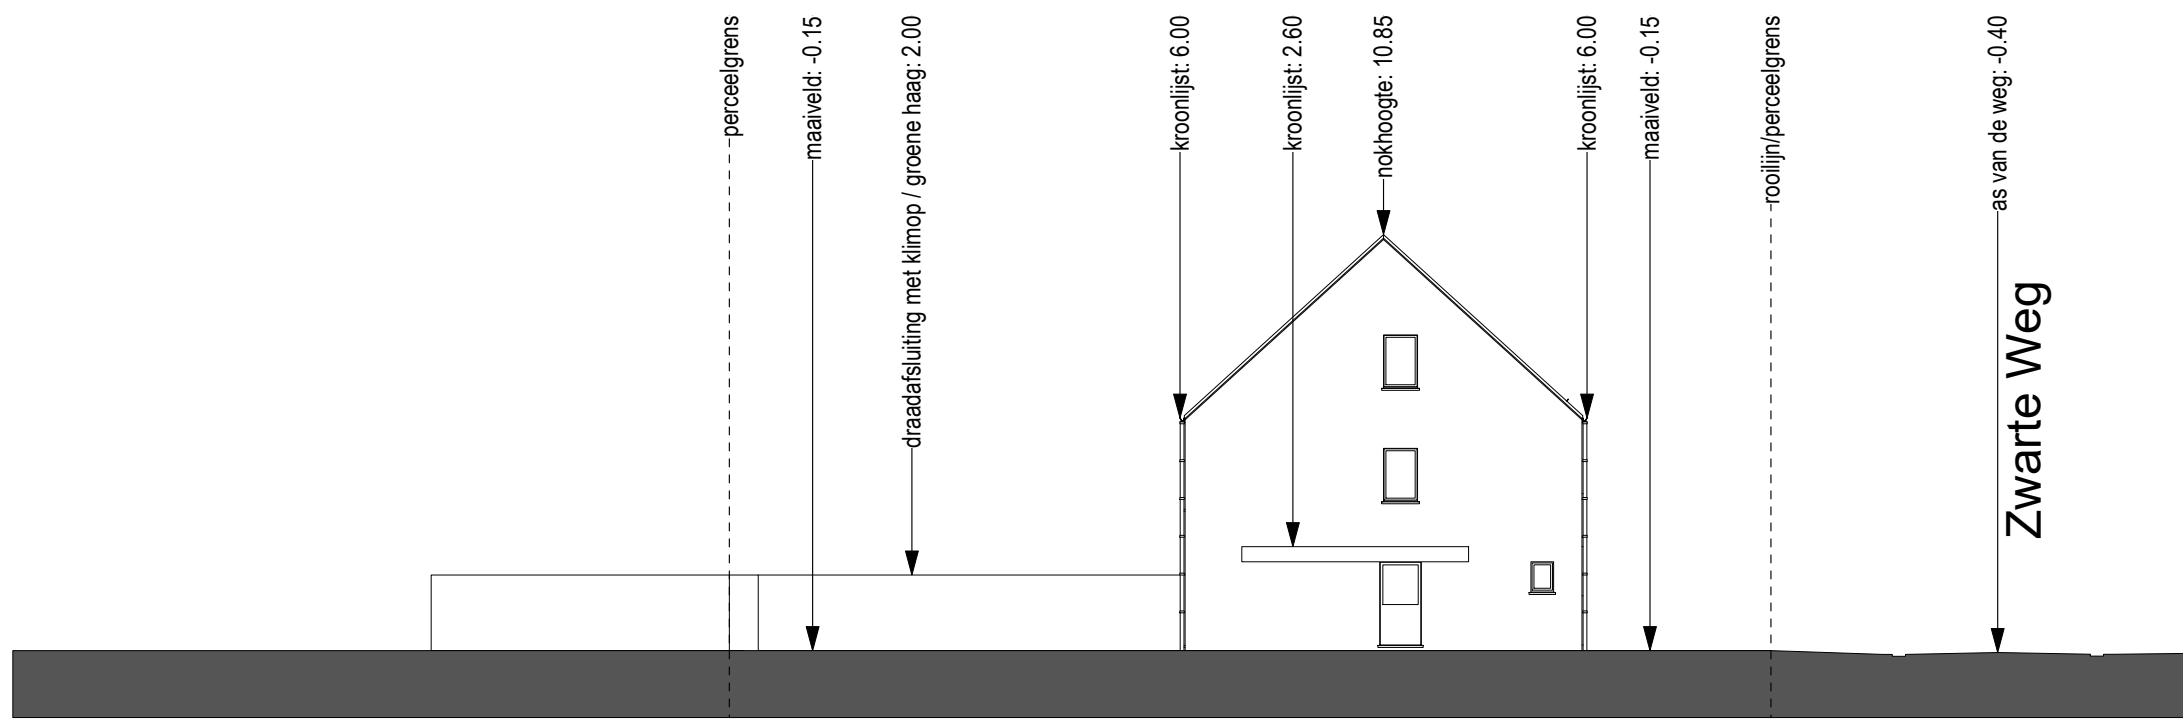 perceelgrens
maaiveld: -0.15
draadafsluiting met klimop / groene haag: 2.00
kroonlijst: 6.00
kroonlijst: 2.60
nokhoogte: 10.85
kroonlijst: 6.00
maaiveld: -0.15
rooilijn/perceelgrens
as van de weg: -0.40
Zwarte Weg